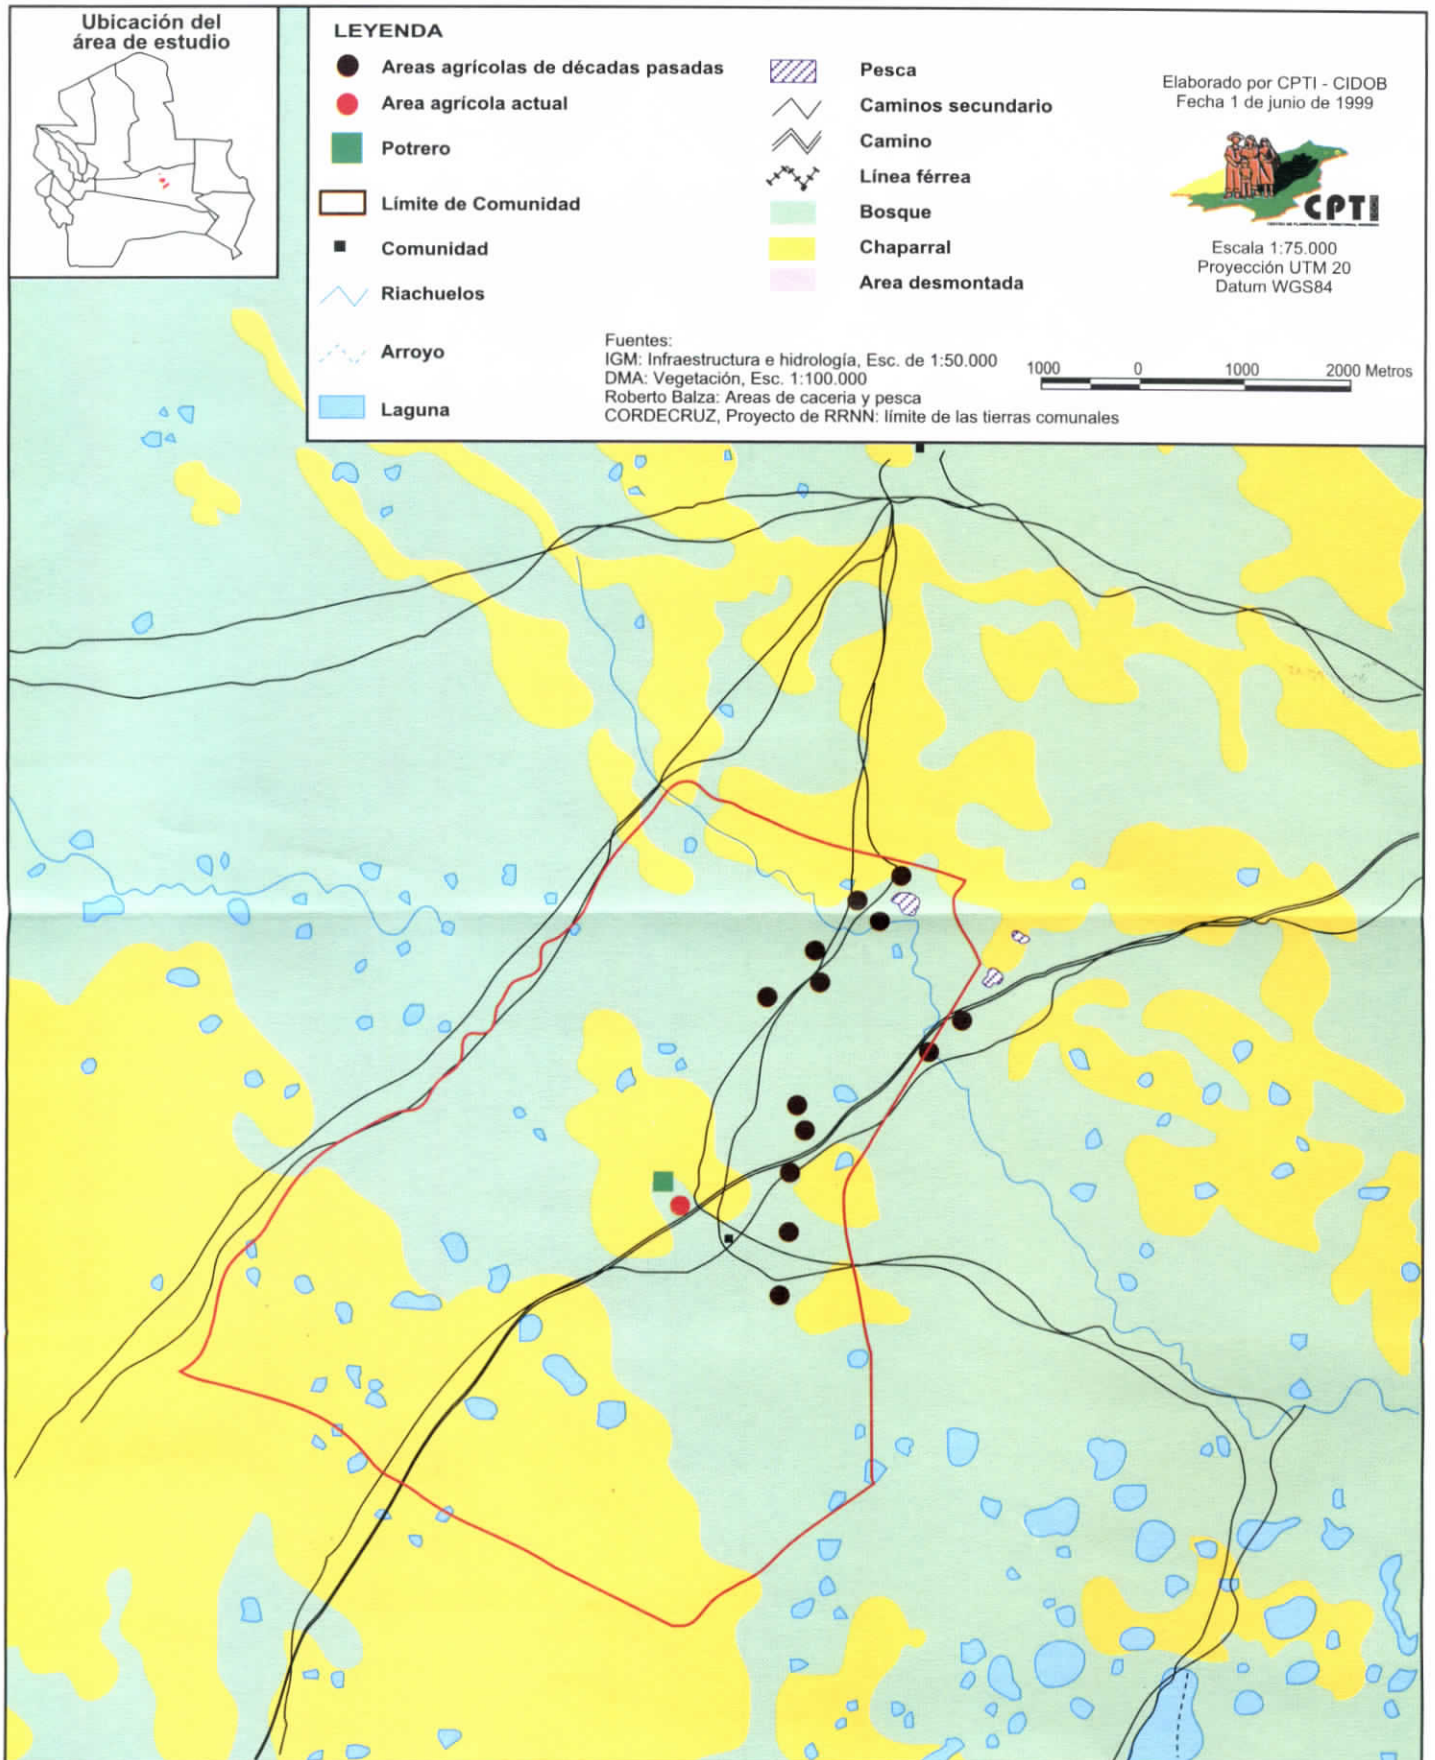 Ubicación del
área de estudio
LEYENDA
Areas agrícolas de décadas pasadas
Area agrícola actual
Potrero
Límite de Comunidad
Comunidad
Riachuelos
Arroyo
Laguna
Pesca
Caminos secundario
Camino
Línea férrea
Bosque
Chaparral
Area desmontada
Elaborado por CPTI - CIDOB
Fecha 1 de junio de 1999
CPTI
Escala 1:75.000
Proyección UTM 20
Datum WGS84
Fuentes:
IGM: Infraestructura e hidrología, Esc. de 1:50.000
DMA: Vegetación, Esc. 1:100.000
Roberto Balza: Areas de caceria y pesca
CORDECRUZ, Proyecto de RRNN: límite de las tierras comunales
1000 0 1000 2000 Metros